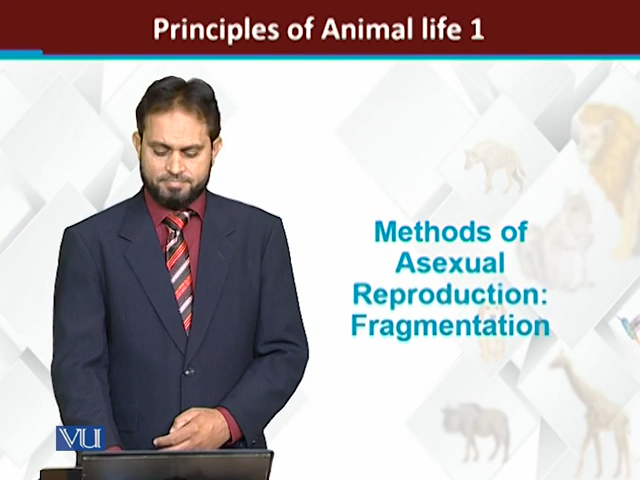 Principles of Animal life 1
Methods of
Asexual
Reproduction:
Fragmentation
VU